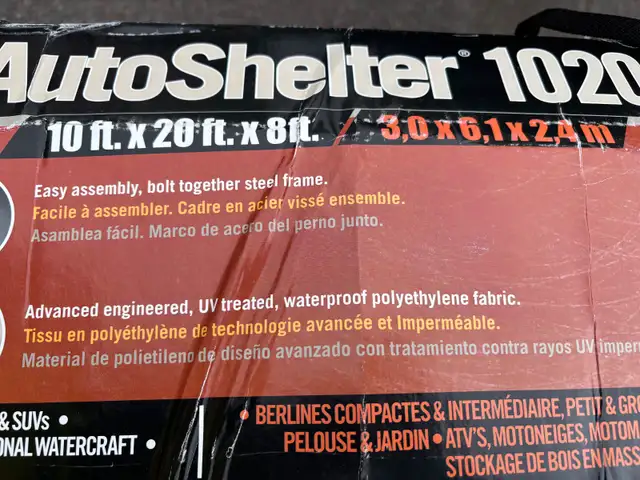 AutoShelter® 1020
10 ft. x 20 ft. x 8ft. / 3,0 x 6,1 x 2,4 m
Easy assembly, bolt together steel frame.
Facile à assembler. Cadre en acier vissé ensemble.
Asamblea fácil. Marco de acero del perno junto.
Advanced engineered, UV treated, waterproof polyethylene fabric.
Tissu en polyéthylène de technologie avancée et Imperméable.
Material de polietileno de diseño avanzado con tratamiento contra rayos UV imper
& SUVs •
ONAL WATERCRAFT •
• BERLINES COMPACTES & INTERMÉDIAIRE, PETIT & GRO
PELOUSE & JARDIN • ATV'S, MOTONEIGES, MOTOMA
STOCKAGE DE BOIS EN MASS